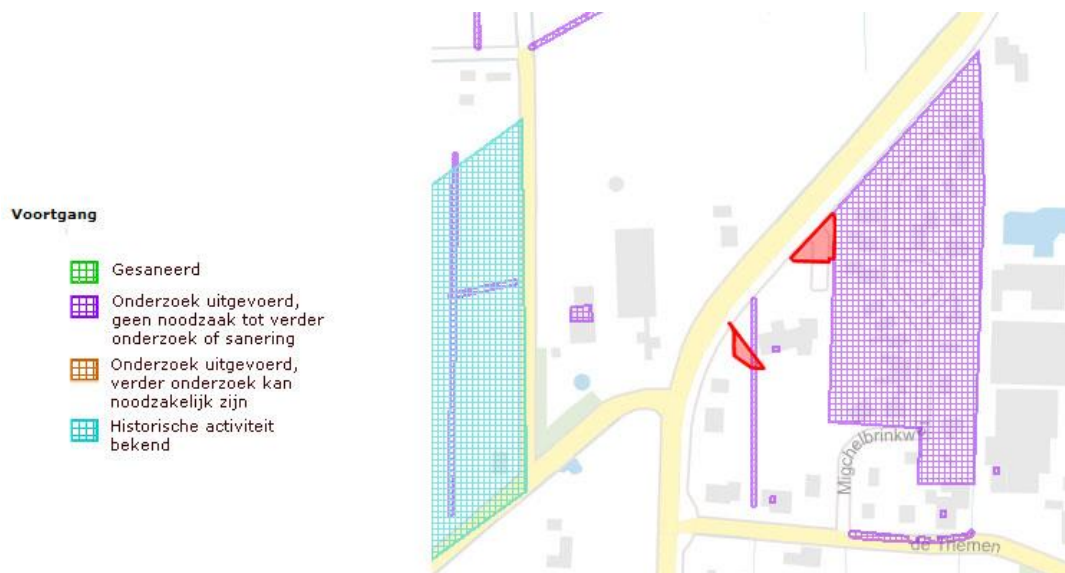 Voortgang
Gesaneerd
Onderzoek uitgevoerd,
geen noodzaak tot verder
onderzoek of sanering
Onderzoek uitgevoerd,
verder onderzoek kan
noodzakelijk zijn
Historische activiteit
bekend
Migchelbrinkw
de Themen